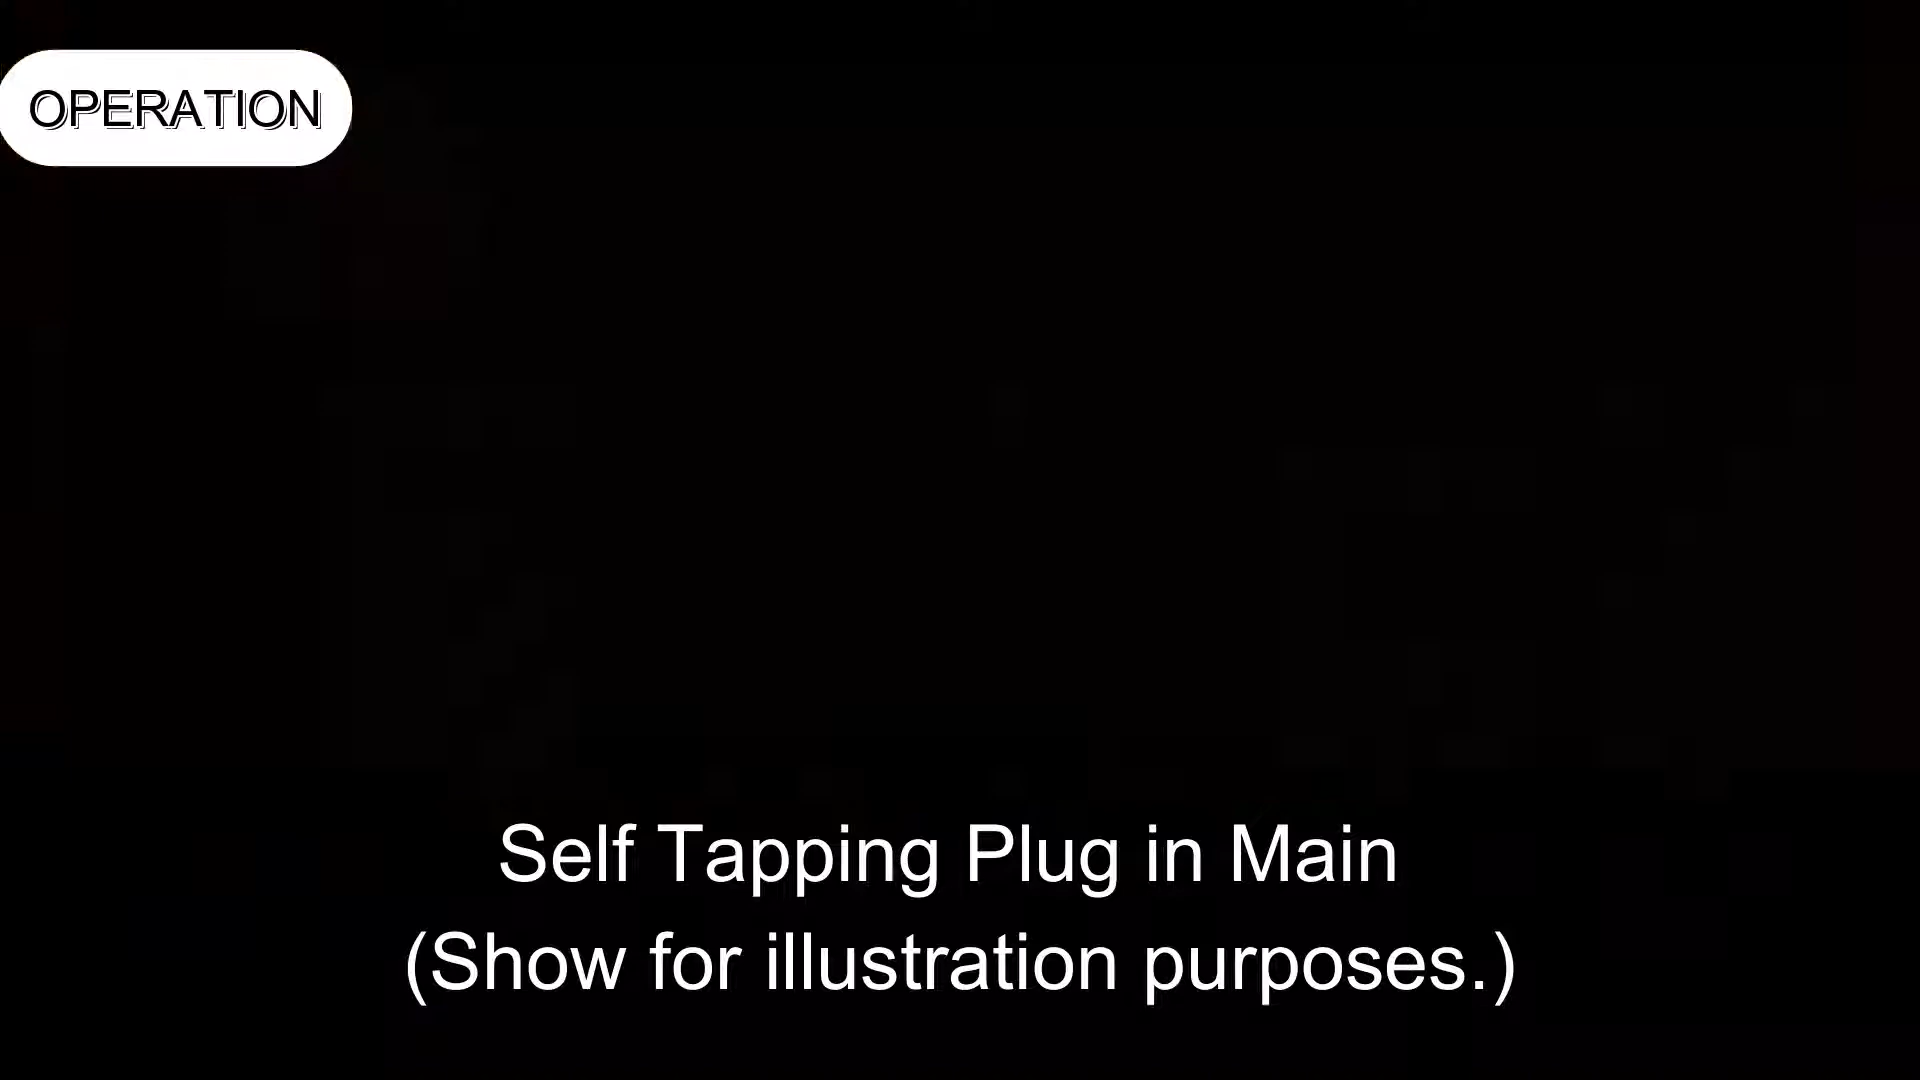 OPERATION
Self Tapping Plug in Main
(Show for illustration purposes.)